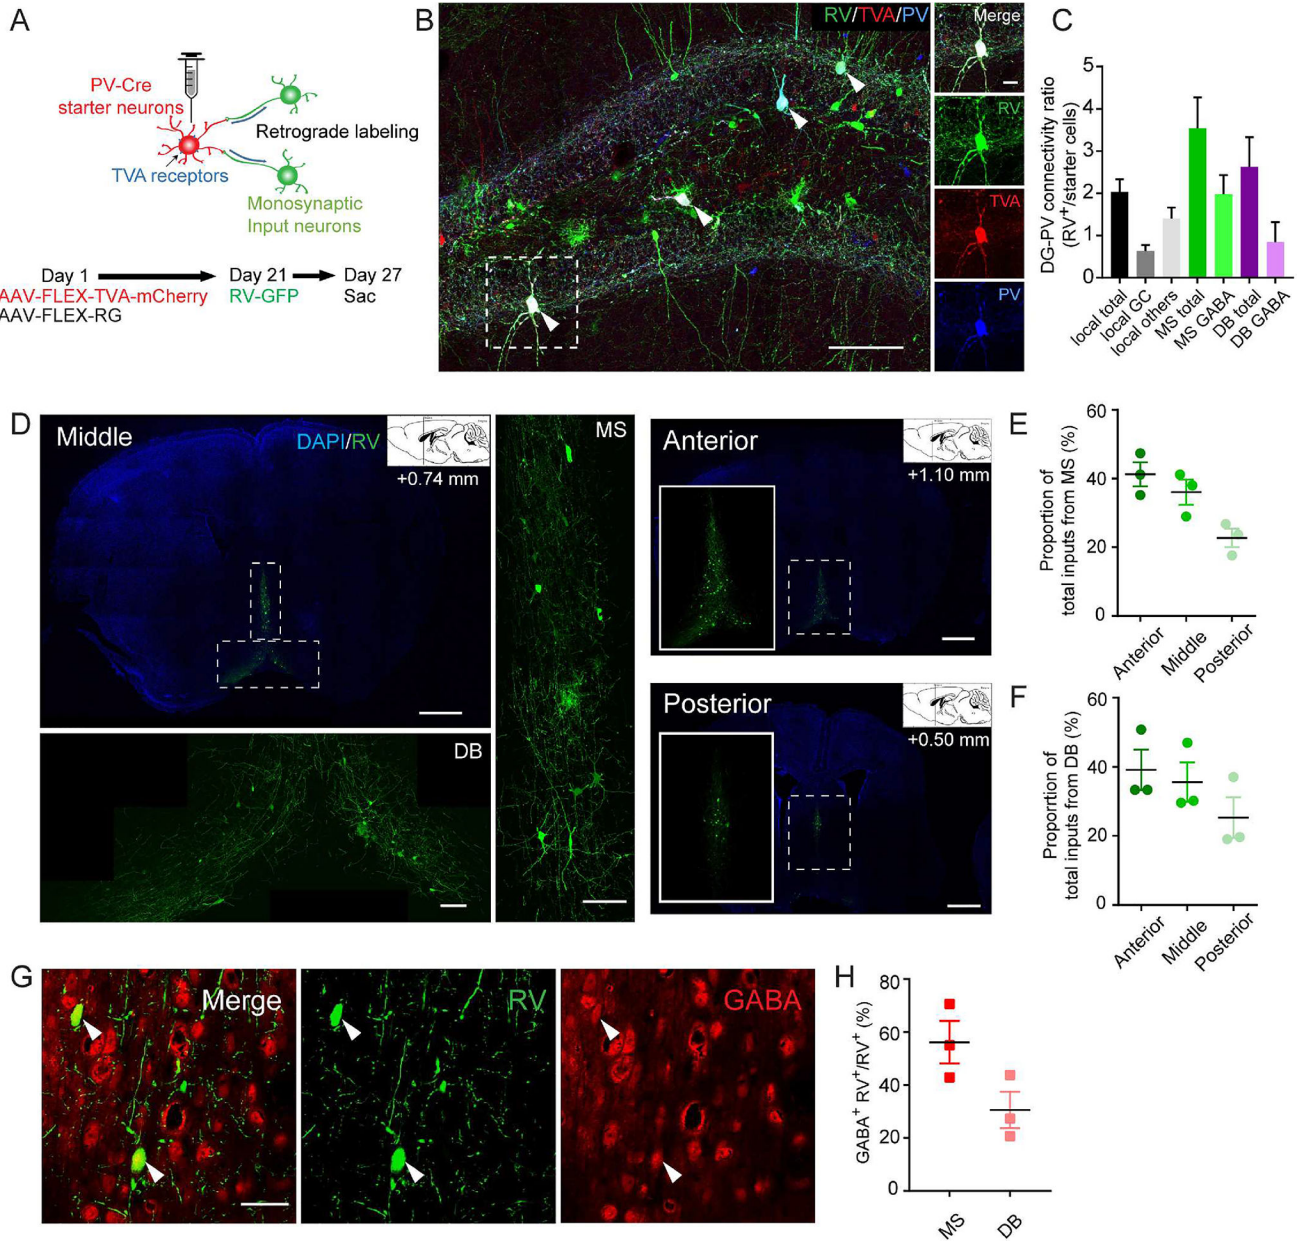 A
PV-Cre
starter neurons
Retrograde labeling
TVA receptors
Monosynaptic
Input neurons
Day 1
Day 21
Day 27
AAV-FLEX-TVA-mCherry
RV-GFP
Sac
AAV-FLEX-RG
B
RV/TVA/PV
Merge
RV
TVA
PV
C
DG-PV connectivity ratio
(RV+/starter cells)
5
4
3
2
1
0
local total
local GC
local others
MS total
MS GABA
DB total
DB GABA
D
Middle
DAPI/RV
+0.74 mm
MS
DB
Anterior
+1.10 mm
Posterior
+0.50 mm
E
Proportion of
total inputs from MS (%)
60
40
20
0
Anterior
Middle
Posterior
F
Proportion of
total inputs from DB (%)
60
40
20
0
Anterior
Middle
Posterior
G
Merge
RV
GABA
H
GABA+ RV+/RV+ (%)
80
60
40
20
0
MS
DB